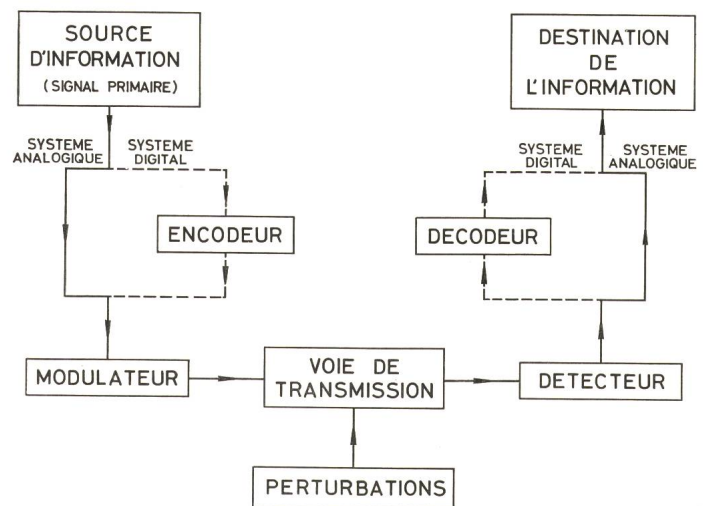 SOURCE
D'INFORMATION
(SIGNAL PRIMAIRE)
DESTINATION
DE
L'INFORMATION
SYSTEME
ANALOGIQUE
SYSTEME
DIGITAL
SYSTEME
DIGITAL
SYSTEME
ANALOGIQUE
ENCODEUR
DECODEUR
MODULATEUR
VOIE DE
TRANSMISSION
DETECTEUR
PERTURBATIONS